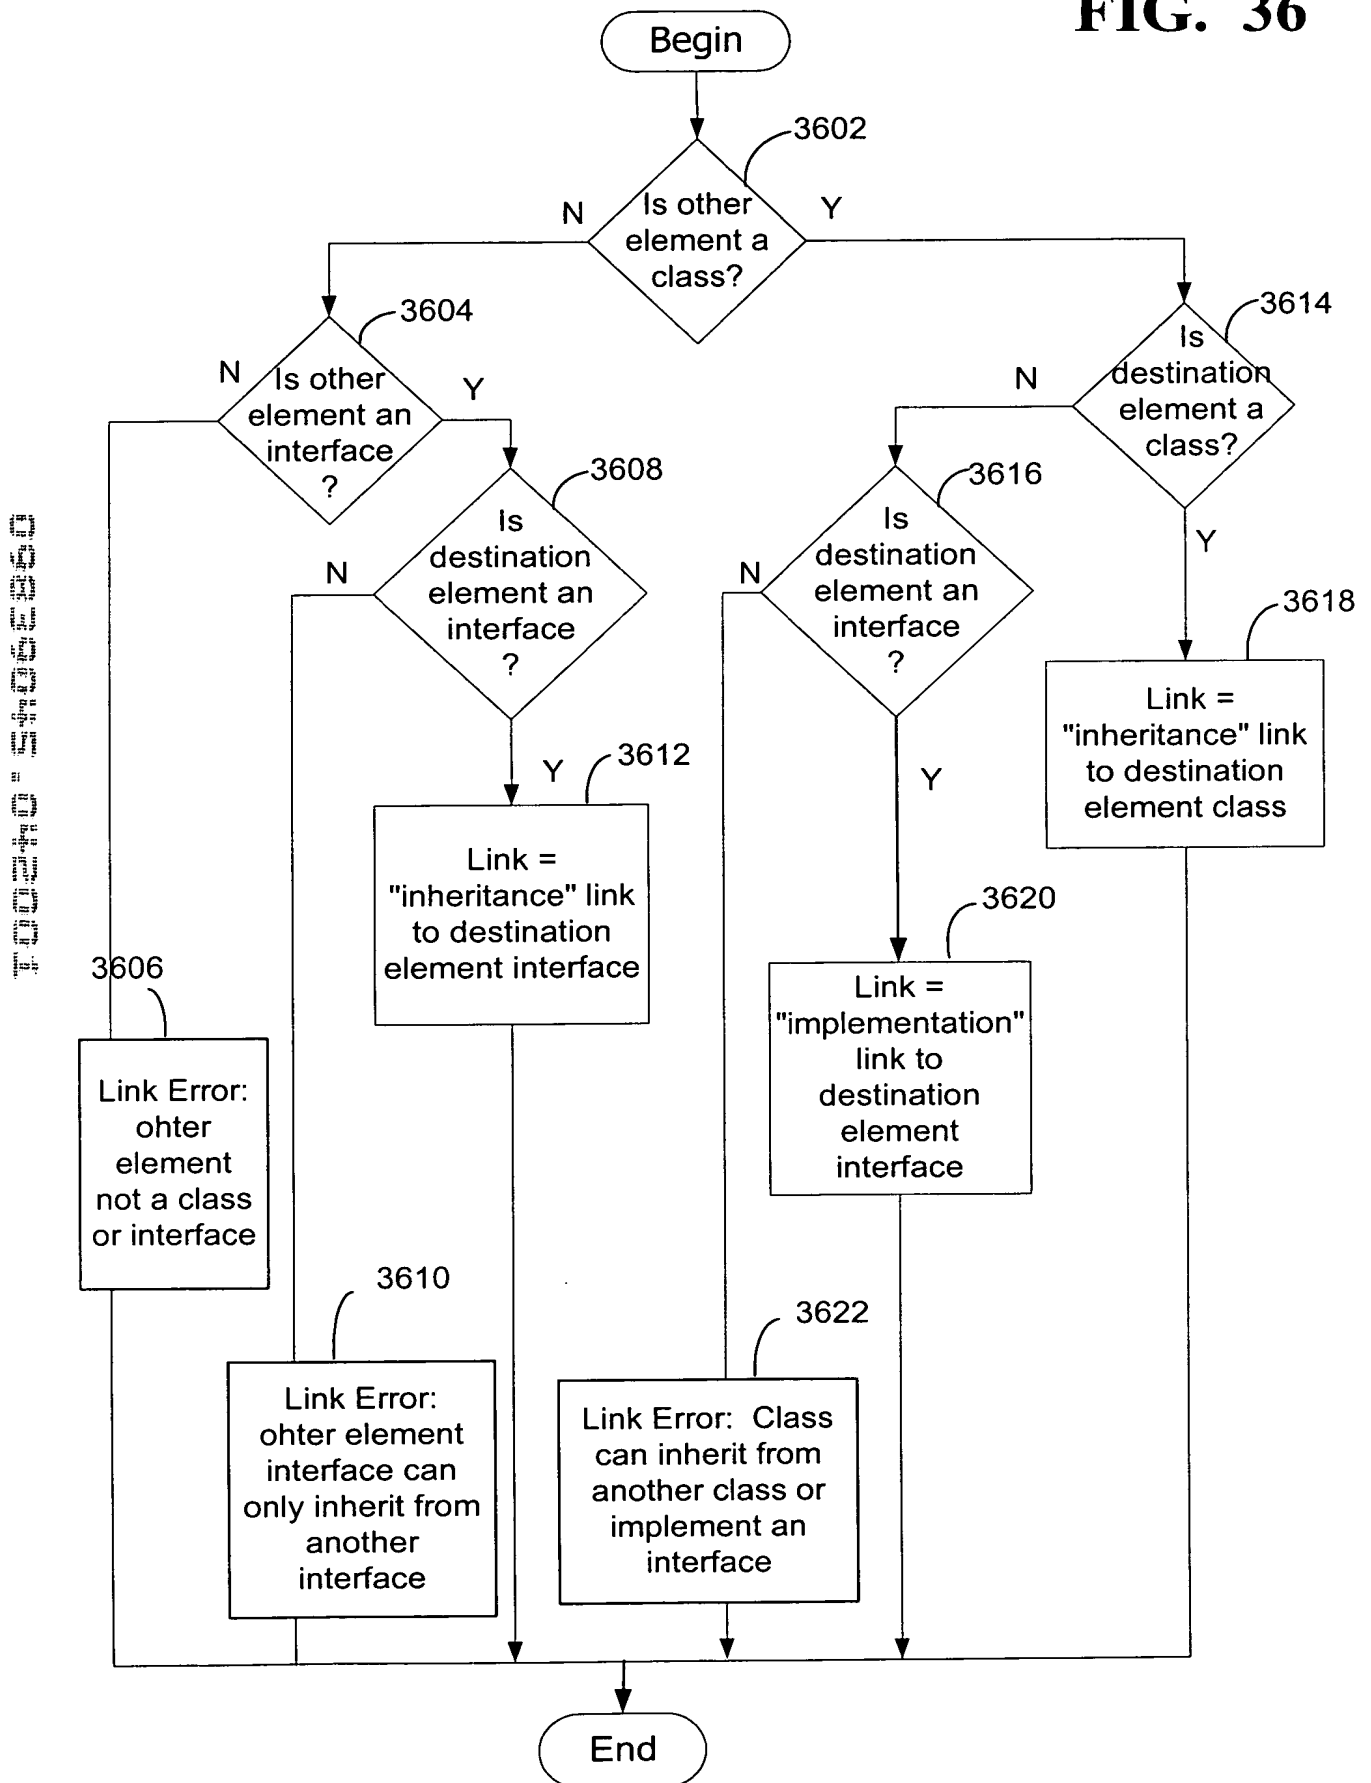 FIG. 36
Begin
3602
N
Y
Is other
element a
class?
3604
N
Y
Is other
element an
interface
?
3614
N
Is
destination
element a
class?
Y
3608
N
Is
destination
element an
interface
?
Y
3616
N
Is
destination
element an
interface
?
Y
3618
Link =
"inheritance" link
to destination
element class
3612
Link =
"inheritance" link
to destination
element interface
3620
Link =
"implementation"
link to
destination
element
interface
3606
Link Error:
ohter
element
not a class
or interface
3610
Link Error:
ohter element
interface can
only inherit from
another
interface
3622
Link Error: Class
can inherit from
another class or
implement an
interface
End